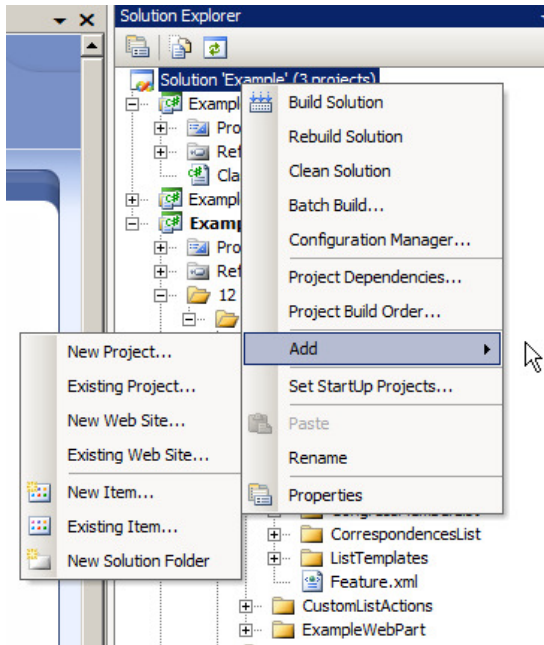 Solution Explorer
Solution 'Example' (3 projects)
Exampl
Pro
Ref
Cla
Exampl
Examp
Pro
Ref
12
Build Solution
Rebuild Solution
Clean Solution
Batch Build...
Configuration Manager...
Project Dependencies...
Project Build Order...
Add
Set StartUp Projects...
Paste
Rename
Properties
New Project...
Existing Project...
New Web Site...
Existing Web Site...
New Item...
Existing Item...
New Solution Folder
CorrespondencesList
ListTemplates
Feature.xml
CustomListActions
ExampleWebPart